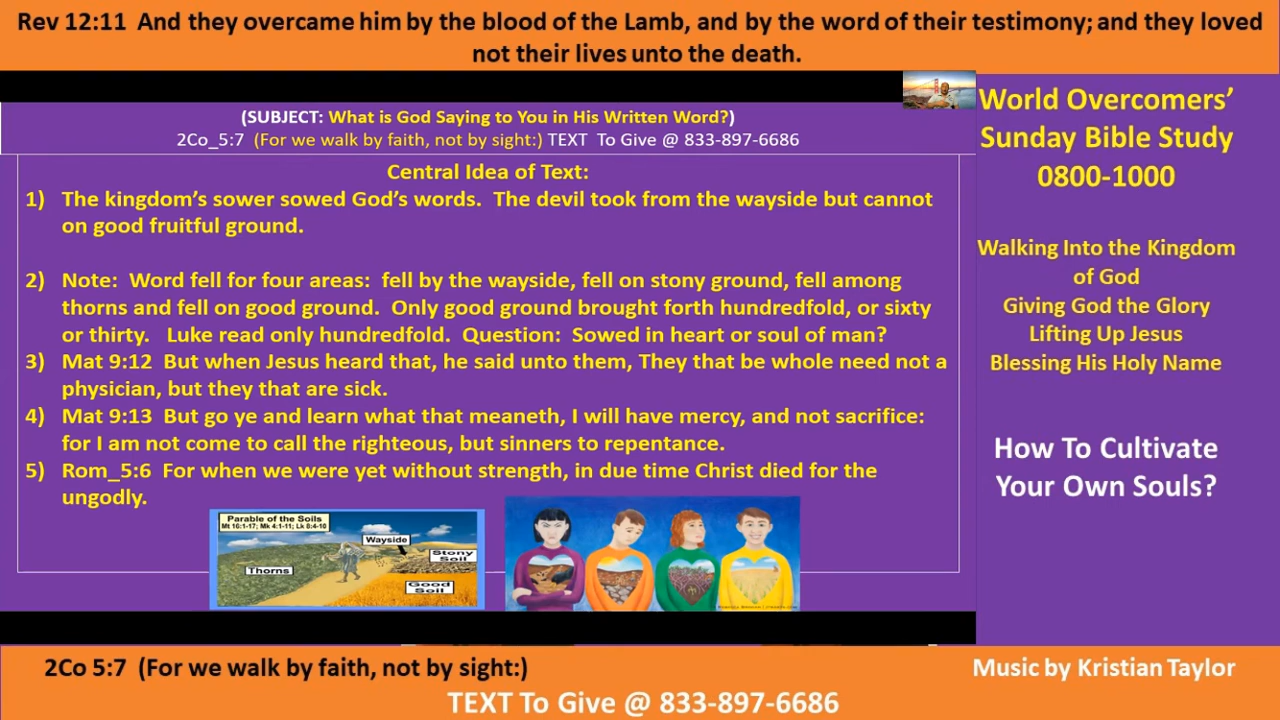 Rev 12:11 And they overcame him by the blood of the Lamb, and by the word of their testimony; and they loved
not their lives unto the death.
(SUBJECT: What is God Saying to You in His Written Word?)
2Co_5:7 (For we walk by faith, not by sight:) TEXT To Give @ 833-897-6686
Central Idea of Text:
1) The kingdom's sower sowed God's words. The devil took from the wayside but cannot
on good fruitful ground.
2) Note: Word fell for four areas: fell by the wayside, fell on stony ground, fell among
thorns and fell on good ground. Only good ground brought forth hundredfold, or sixty
or thirty. Luke read only hundredfold. Question: Sowed in heart or soul of man?
3) Mat 9:12 But when Jesus heard that, he said unto them, They that be whole need not a
physician, but they that are sick.
4) Mat 9:13 But go ye and learn what that meaneth, I will have mercy, and not sacrifice:
for I am not come to call the righteous, but sinners to repentance.
5) Rom_5:6 For when we were yet without strength, in due time Christ died for the
ungodly.
Parable of the Soils
Mt 16:1-17; Mk 4:1-11; Lk 8:4-10
Wayside
Stony
Soil
Thorns
Good
Soil
World Overcomers'
Sunday Bible Study
0800-1000
Walking Into the Kingdom
of God
Giving God the Glory
Lifting Up Jesus
Blessing His Holy Name
How To Cultivate
Your Own Souls?
2Co 5:7 (For we walk by faith, not by sight:)
Music by Kristian Taylor
TEXT To Give @ 833-897-6686